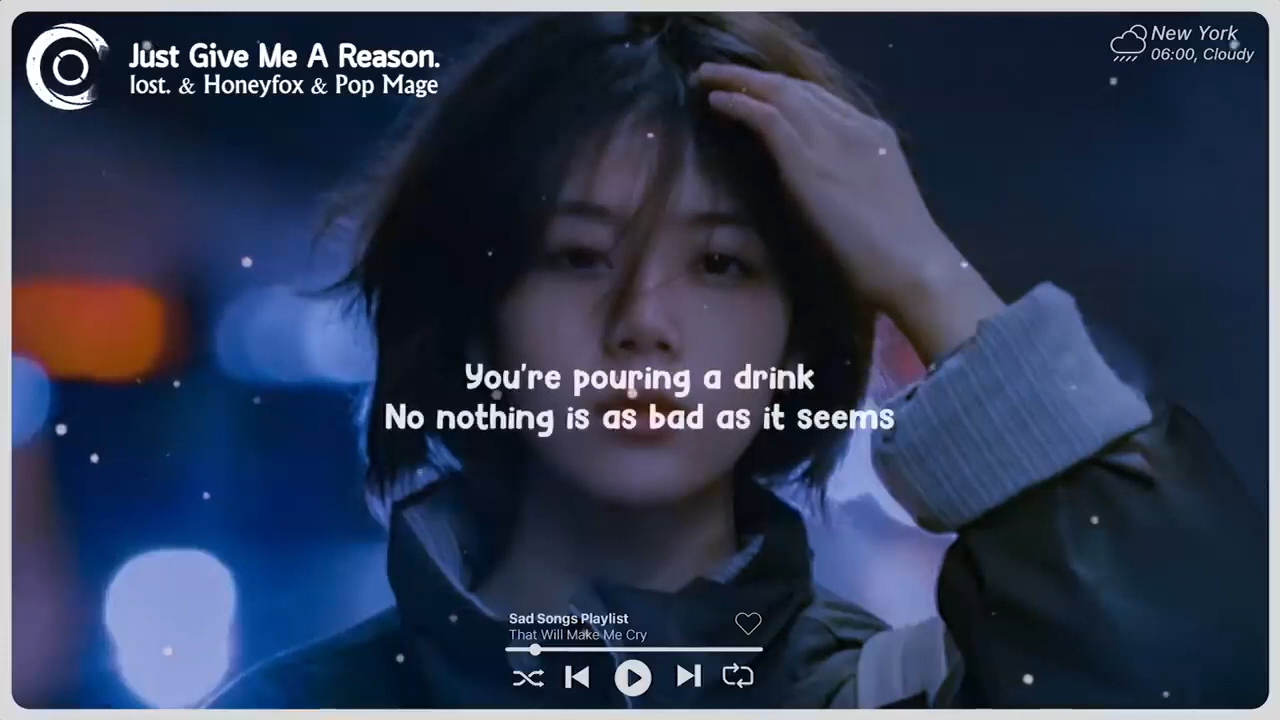 Just Give Me A Reason.
lost. & Honeyfox & Pop Mage
New York
06:00, Cloudy
You're pouring a drink
No nothing is as bad as it seems
Sad Songs Playlist
That Will Make Me Cry